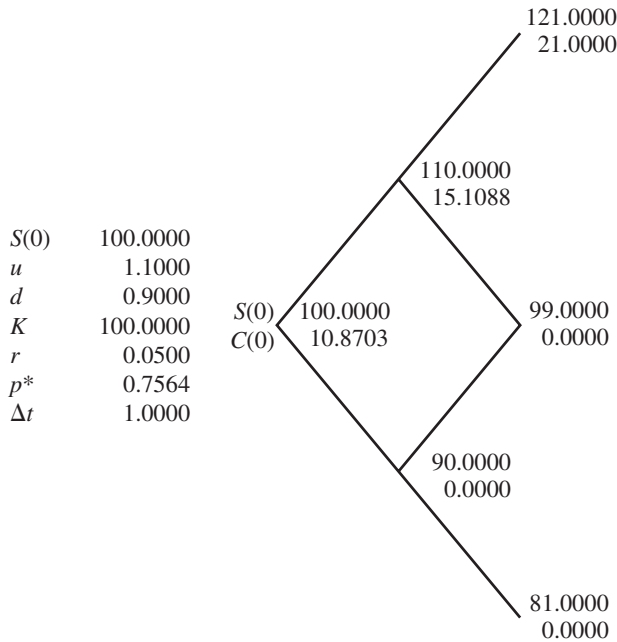 121.0000
21.0000
110.0000
15.1088
S(0) 100.0000
u 1.1000
d 0.9000
K 100.0000
r 0.0500
p* 0.7564
Δt 1.0000
S(0) 100.0000
C(0) 10.8703
99.0000
0.0000
90.0000
0.0000
81.0000
0.0000